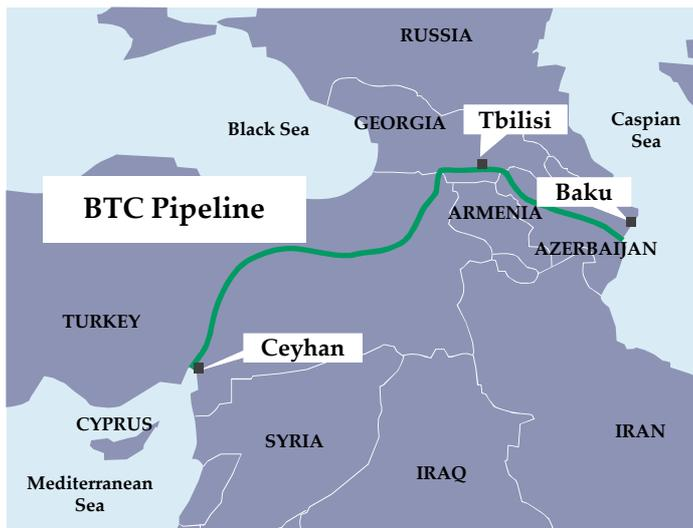 RUSSIA
GEORGIA
Tbilisi
Caspian
Sea
Black Sea
BTC Pipeline
Baku
ARMENIA
AZERBAIJAN
TURKEY
Ceyhan
CYPRUS
SYRIA
IRAN
IRAQ
Mediterranean
Sea